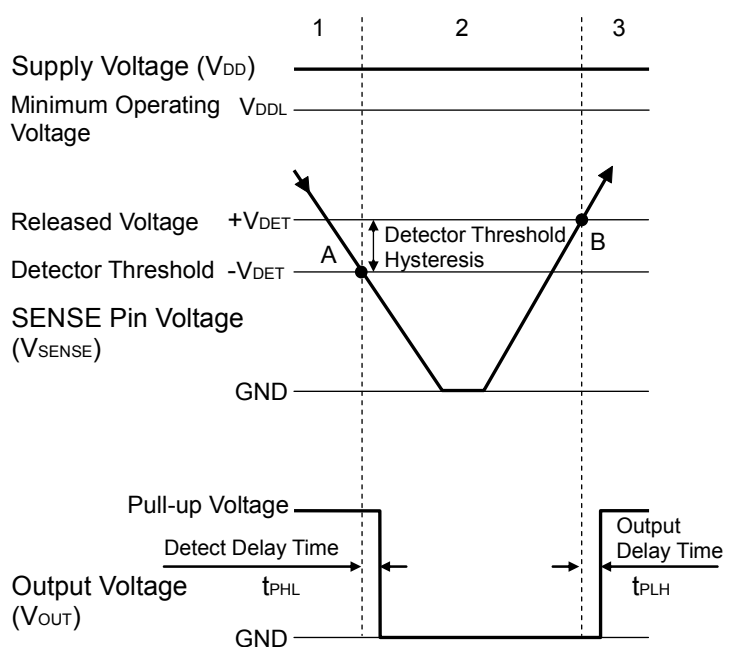 1 2 3
Supply Voltage (VDD)
Minimum Operating VDDL
Voltage
Released Voltage +VDET
Detector Threshold
Hysteresis
A
B
Detector Threshold -VDET
SENSE Pin Voltage
(VSENSE)
GND
Pull-up Voltage
Detect Delay Time
tPHL
Output
Delay Time
tPLH
Output Voltage
(VOUT)
GND